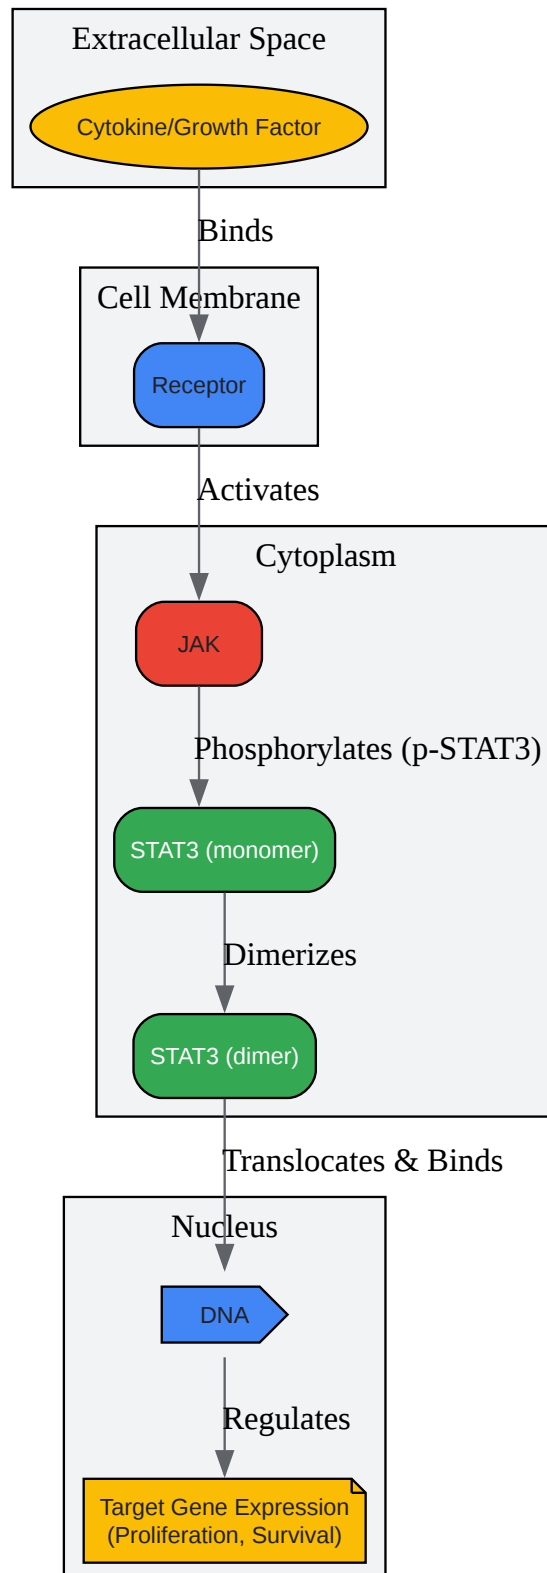 Extracellular Space
Cytokine/Growth Factor
Binds
Cell Membrane
Receptor
Activates
Cytoplasm
JAK
Phosphorylates (p-STAT3)
STAT3 (monomer)
Dimerizes
STAT3 (dimer)
Translocates & Binds
Nucleus
DNA
Regulates
Target Gene Expression
(Proliferation, Survival)